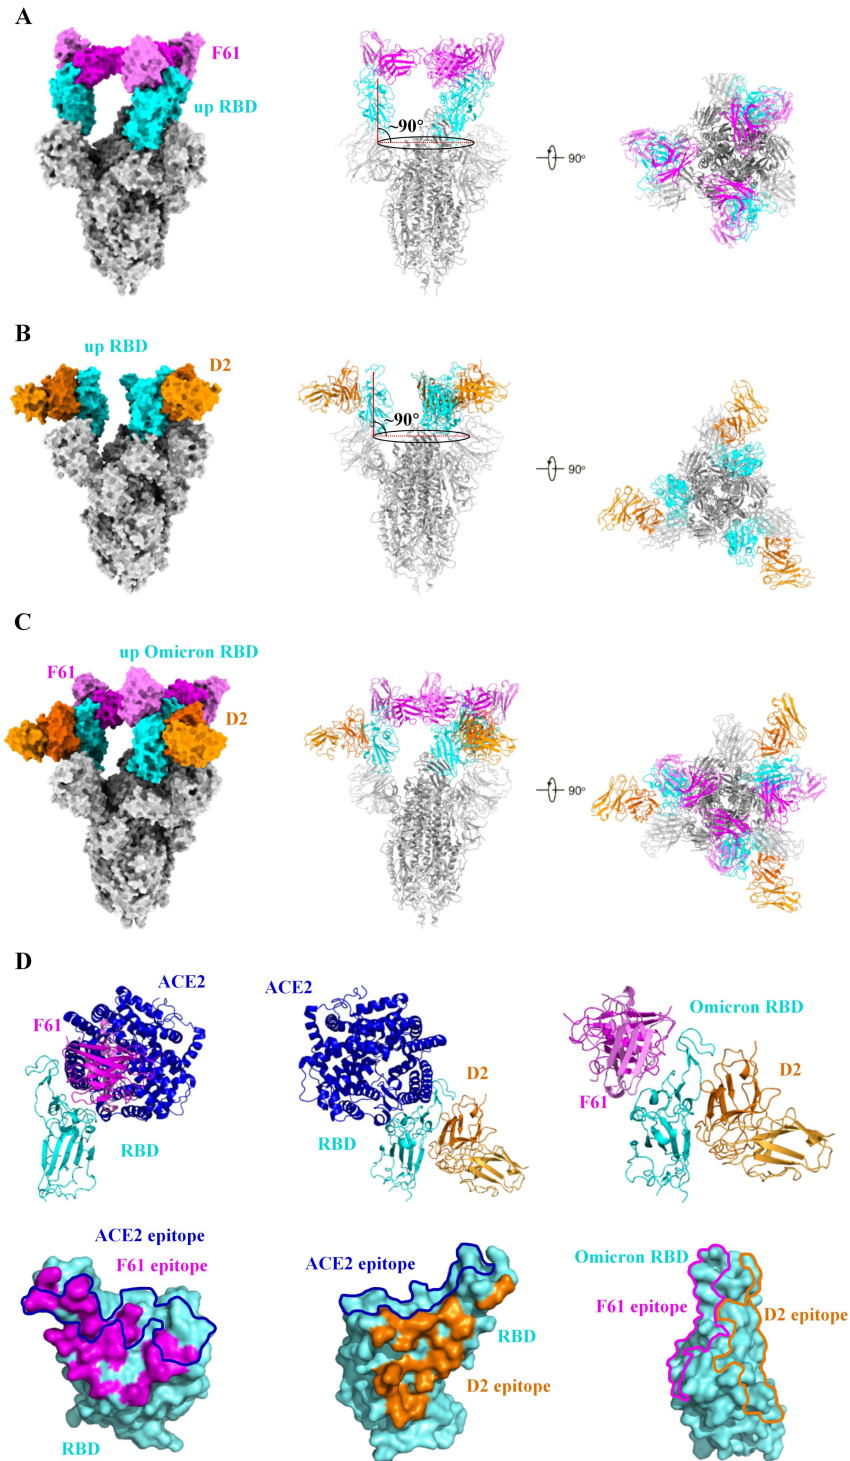 A
F61
up RBD
~90°
90°
B
up RBD
D2
~90°
90°
C
up Omicron RBD
F61
D2
90°
D
ACE2
F61
RBD
ACE2
D2
RBD
Omicron RBD
D2
F61
ACE2 epitope
F61 epitope
RBD
ACE2 epitope
RBD
D2 epitope
Omicron RBD
F61 epitope
D2 epitope